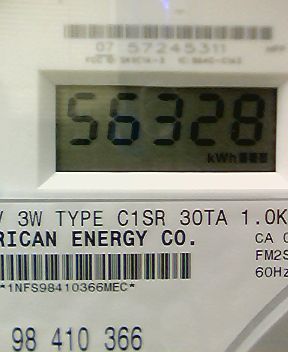 07 57245311
56328
kWh
V 3W TYPE C1SR 30TA 1.0K
RICAN ENERGY CO.
CA 0
FM2S
60Hz
*1NFS98410366MEC*
98 410 366